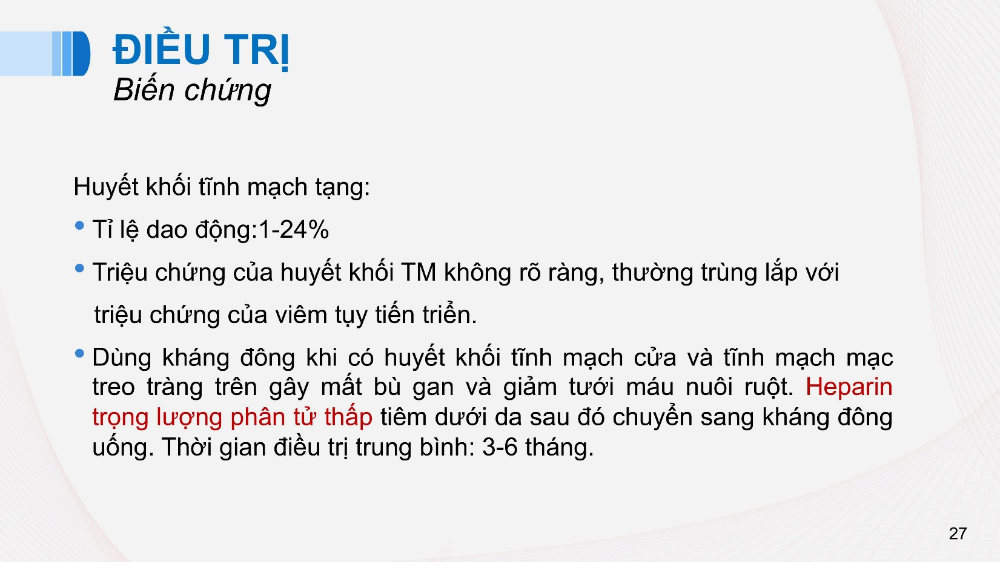 ĐIỀU TRỊ
Biến chứng
Huyết khối tĩnh mạch tạng:
• Tỉ lệ dao động:1-24%
• Triệu chứng của huyết khối TM không rõ ràng, thường trùng lắp với
triệu chứng của viêm tụy tiến triển.
• Dùng kháng đông khi có huyết khối tĩnh mạch cửa và tĩnh mạch mạc
treo tràng trên gây mất bù gan và giảm tưới máu nuôi ruột. Heparin
trọng lượng phân tử thấp tiêm dưới da sau đó chuyển sang kháng đông
uống. Thời gian điều trị trung bình: 3-6 tháng.
27